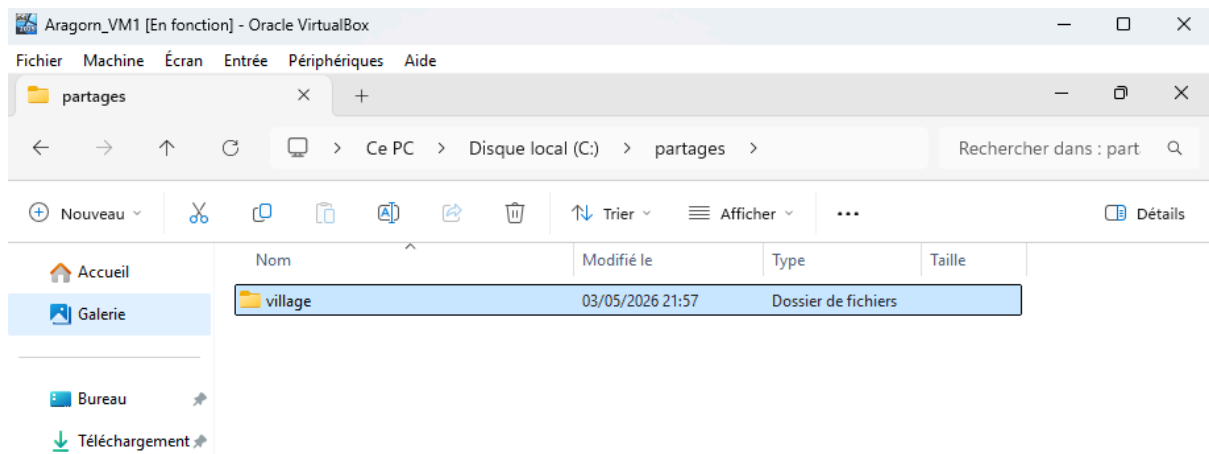 Aragorn_VM1 [En fonction] - Oracle VirtualBox
Fichier Machine Écran Entrée Périphériques Aide
partages
Ce PC > Disque local (C:) > partages >
Rechercher dans : part
Nouveau
Trier
Afficher
Détails
Accueil
Galerie
Bureau
Téléchargement
Nom Modifié le Type Taille
village 03/05/2026 21:57 Dossier de fichiers